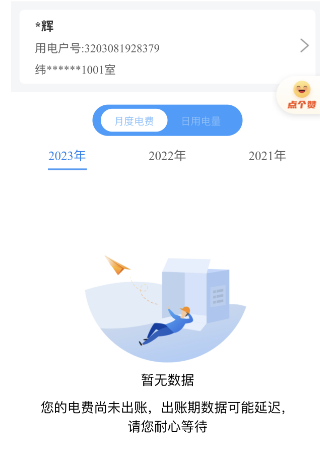 *辉
用电户号:3203081928379
纬******1001室
点个赞
月度电费 日用电量
2023年 2022年 2021年
暂无数据
您的电费尚未出账，出账期数据可能延迟，
请您耐心等待